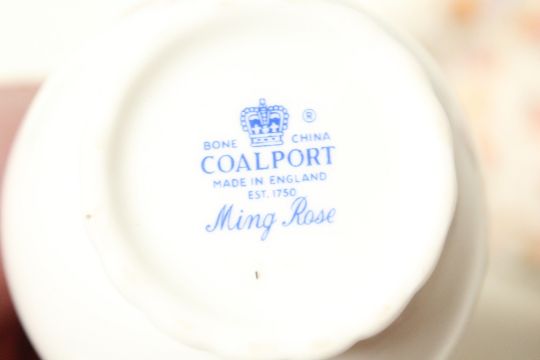 ®
BONE CHINA
COALPORT
MADE IN ENGLAND
EST. 1750
Ming Rose